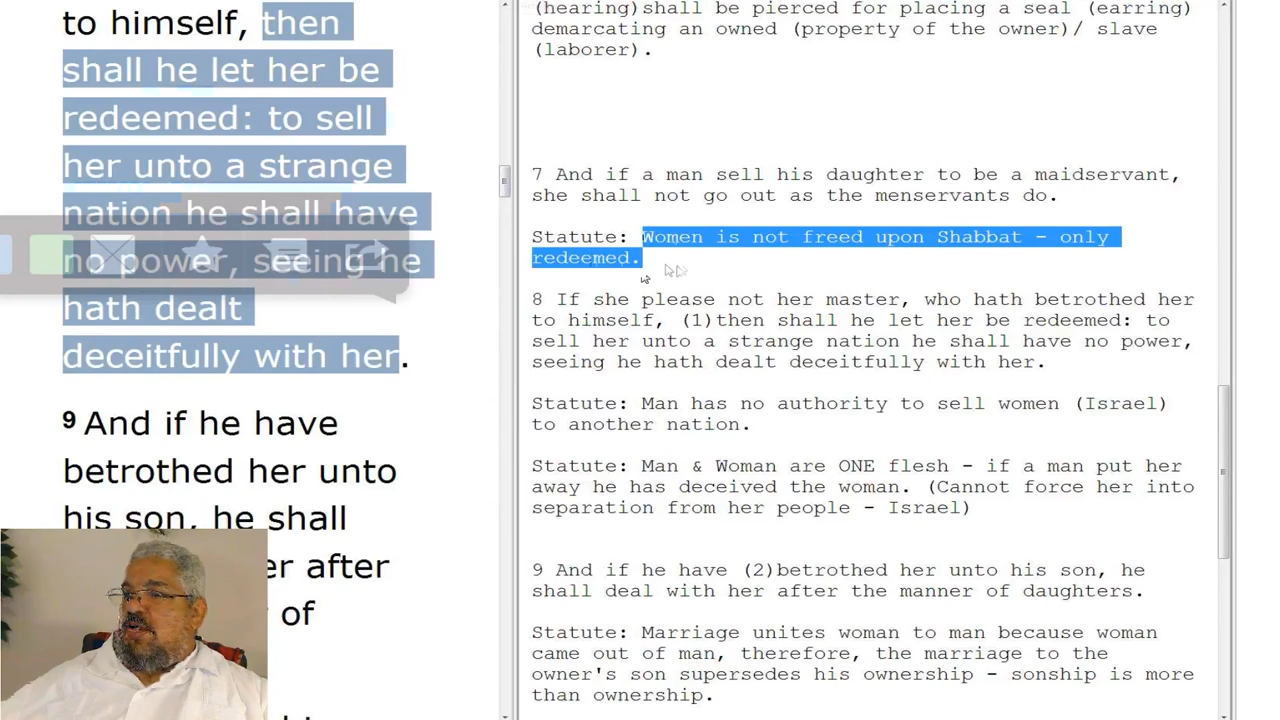 to himself, then
shall he let her be
redeemed: to sell
her unto a strange
nation he shall have
no power, seeing he
hath dealt
deceitfully with her.
9 And if he have
betrothed her unto
his son, he shall
er after
of
(hearing)shall be pierced for placing a seal (earring)
demarcating an owned (property of the owner)/ slave
(laborer).
7 And if a man sell his daughter to be a maidservant,
she shall not go out as the menservants do.
Statute: Women is not freed upon Shabbat - only
redeemed.
8 If she please not her master, who hath betrothed her
to himself, (1)then shall he let her be redeemed: to
sell her unto a strange nation he shall have no power,
seeing he hath dealt deceitfully with her.
Statute: Man has no authority to sell women (Israel)
to another nation.
Statute: Man & Woman are ONE flesh - if a man put her
away he has deceived the woman. (Cannot force her into
separation from her people - Israel)
9 And if he have (2)betrothed her unto his son, he
shall deal with her after the manner of daughters.
Statute: Marriage unites woman to man because woman
came out of man, therefore, the marriage to the
owner's son supersedes his ownership - sonship is more
than ownership.